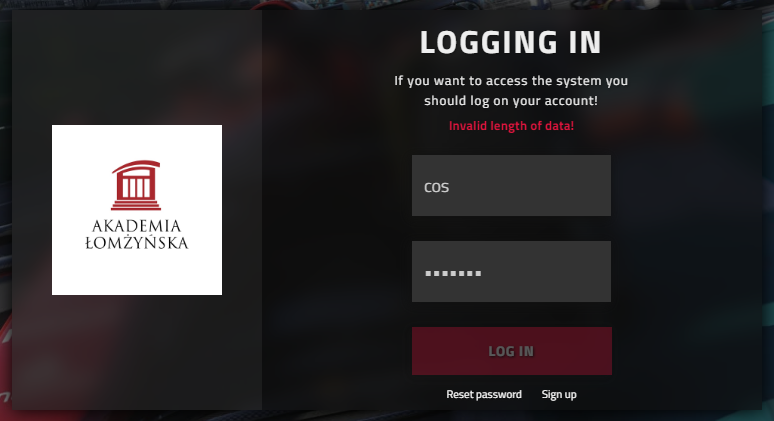 LOGGING IN
If you want to access the system you
should log on your account!
Invalid length of data!
AKADEMIA
ŁOMŻYŃSKA
COS
▪▪▪▪▪▪▪
LOG IN
Reset password Sign up